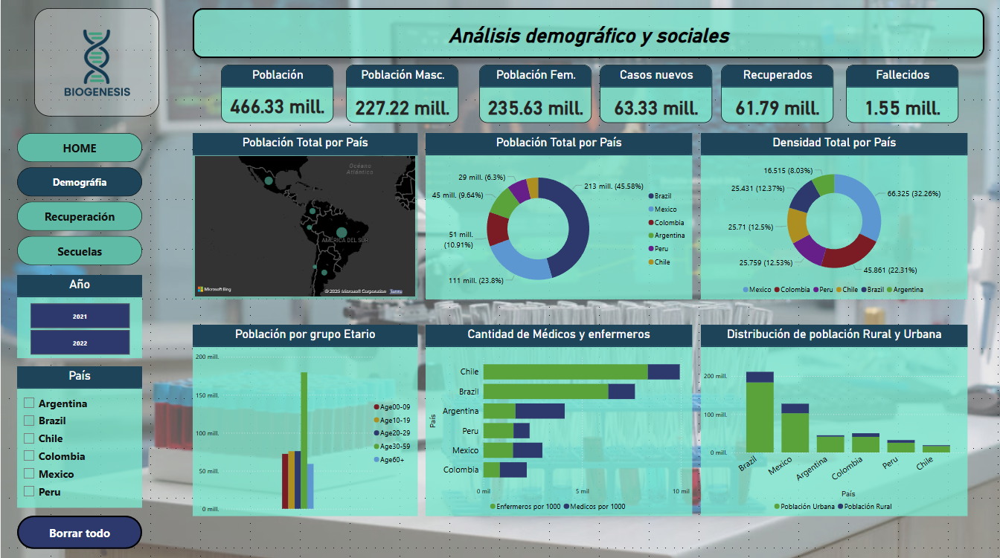 BIOGENESIS
Análisis demográfico y sociales
Población
466.33 mill.
Población Masc.
227.22 mill.
Población Fem.
235.63 mill.
Casos nuevos
63.33 mill.
Recuperados
61.79 mill.
Fallecidos
1.55 mill.
HOME
Demográfia
Recuperación
Secuelas
Año
2021
2022
País
Argentina
Brazil
Chile
Colombia
Mexico
Peru
Borrar todo
Población Total por País
Océano
Atlántico
AMÉRICA DEL SUR
Microsoft Bing
© 2025 Microsoft Corporation Terms
Población Total por País
29 mill. (6.3%)
213 mill. (45.58%)
45 mill. (9.64%)
51 mill.
(10.91%)
111 mill. (23.8%)
Brazil
Mexico
Colombia
Argentina
Peru
Chile
Densidad Total por País
16.515 (8.03%)
25.431 (12.37%)
66.325 (32.26%)
25.71 (12.5%)
25.759 (12.53%)
45.861 (22.31%)
Mexico Colombia Peru Chile Brazil Argentina
Población por grupo Etario
200 mill.
150 mill.
100 mill.
50 mill.
0 mill.
Age00-09
Age10-19
Age20-29
Age30-59
Age60+
Cantidad de Médicos y enfermeros
País
Chile
Brazil
Argentina
Peru
Mexico
Colombia
0 mil 5 mil 10 mil
Enfermeros por 1000 Medicos por 1000
Distribución de población Rural y Urbana
200 mill.
100 mill.
0 mill.
Brazil Mexico Argentina Colombia Peru Chile
País
Población Urbana Población Rural